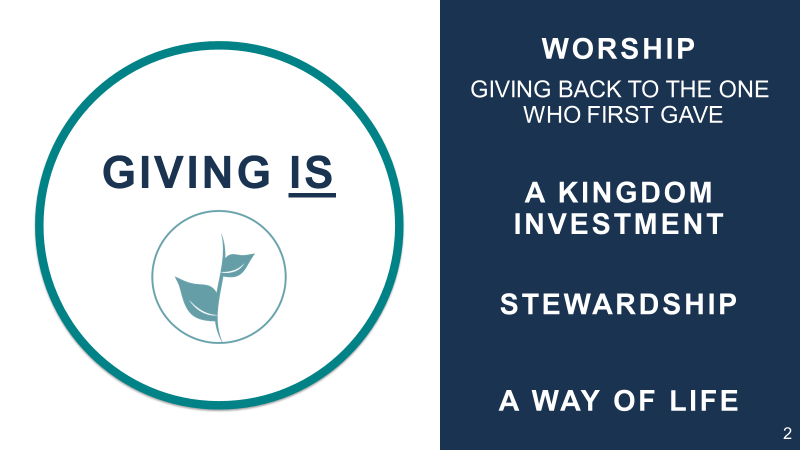 GIVING IS
WORSHIP
GIVING BACK TO THE ONE
WHO FIRST GAVE
A KINGDOM
INVESTMENT
STEWARDSHIP
A WAY OF LIFE
2